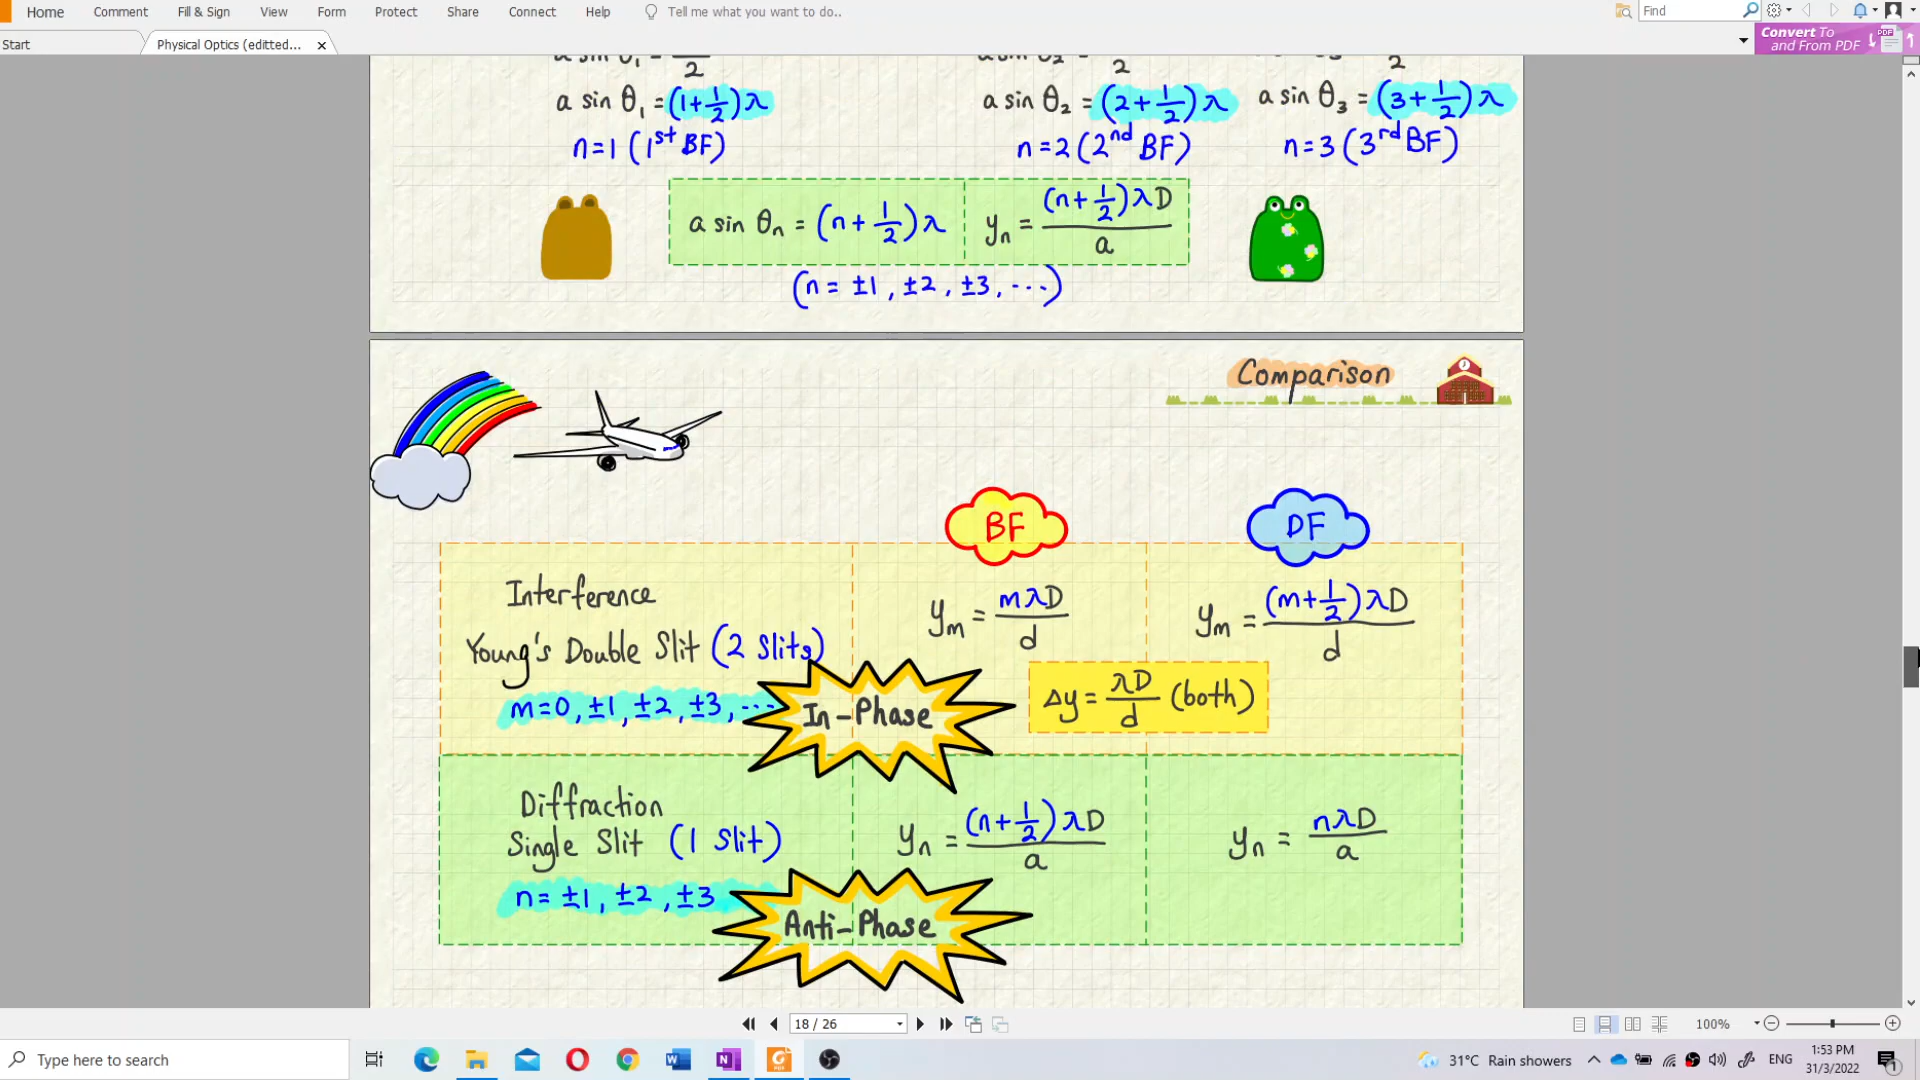 Home Comment Fill & Sign View Form Protect Share Connect Help Tell me what you want to do.. Find
Start Physical Optics (editted... × Convert To and From PDF PDF
2 2 2
a sin θ₁ = (1+1/2)λ a sin θ₂ = (2+1/2)λ a sin θ₃ = (3+1/2)λ
n=1 (1st BF) n=2 (2nd BF) n=3 (3rd BF)
a sin θn = (n+1/2)λ yn = (n+1/2)λD/a
(n = ±1, ±2, ±3, ...)
Comparison
BF DF
Interference
Young's Double Slit (2 Slits)
m=0, ±1, ±2, ±3, ...
ym = mλD/d ym = (m+1/2)λD/d
In-Phase
Δy = λD/d (both)
Diffraction
Single Slit (1 Slit)
n= ±1, ±2, ±3
yn = (n+1/2)λD/a yn = nλD/a
Anti-Phase
18 / 26 100%
Type here to search 31°C Rain showers ENG 1:53 PM
31/3/2022